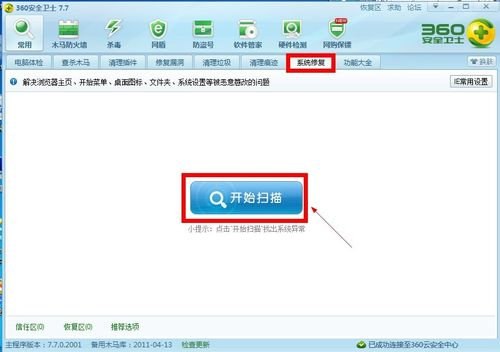 360安全卫士 7.7
恢复区 求助 论坛
常用 木马防火墙 杀毒 网盾 防盗号 软件管家 硬件检测 网购保镖
360
安全卫士
电脑体检 查杀木马 清理插件 修复漏洞 清理垃圾 清理痕迹 系统修复 功能大全 换肤
解决浏览器主页、开始菜单、桌面图标、文件夹、系统设置等被恶意篡改的问题 IE常用设置
开始扫描
小提示：点击"开始扫描"找出系统异常
信任区(0) 恢复区(0) 推荐选项
主程序版本：7.7.0.2001 备用木马库：2011-04-13 检查更新 已成功连接至360云安全中心